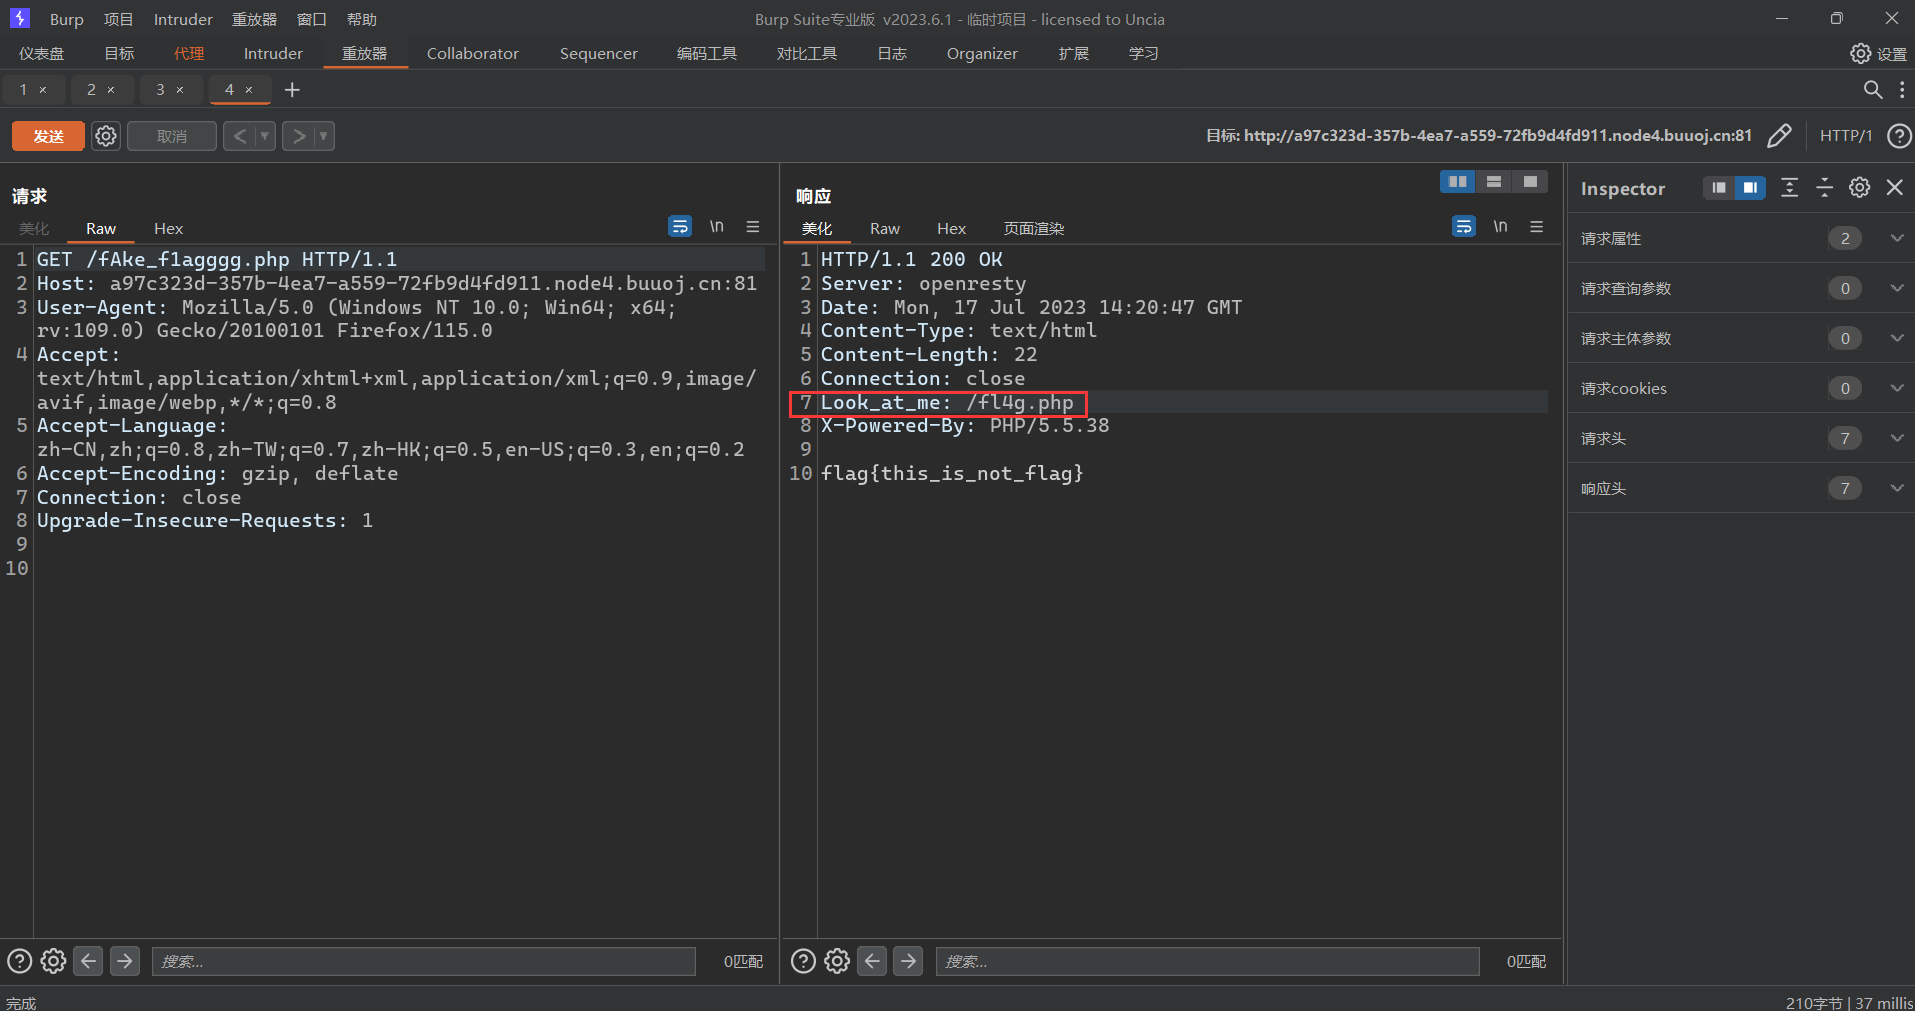 Burp 项目 Intruder 重放器 窗口 帮助 Burp Suite专业版 v2023.6.1 - 临时项目 - licensed to Uncia
仪表盘 目标 代理 Intruder 重放器 Collaborator Sequencer 编码工具 对比工具 日志 Organizer 扩展 学习 设置
1 × 2 × 3 × 4 × +
发送 取消 < > 目标: http://a97c323d-357b-4ea7-a559-72fb9d4fd911.node4.buuoj.cn:81 HTTP/1 ?
请求
美化 Raw Hex \n
1 GET /fAke_f1agggg.php HTTP/1.1
2 Host: a97c323d-357b-4ea7-a559-72fb9d4fd911.node4.buuoj.cn:81
3 User-Agent: Mozilla/5.0 (Windows NT 10.0; Win64; x64;
rv:109.0) Gecko/20100101 Firefox/115.0
4 Accept:
text/html,application/xhtml+xml,application/xml;q=0.9,image/
avif,image/webp,*/*;q=0.8
5 Accept-Language:
zh-CN,zh;q=0.8,zh-TW;q=0.7,zh-HK;q=0.5,en-US;q=0.3,en;q=0.2
6 Accept-Encoding: gzip, deflate
7 Connection: close
8 Upgrade-Insecure-Requests: 1
9
10
搜索... 0匹配
响应
美化 Raw Hex 页面渲染 \n
1 HTTP/1.1 200 OK
2 Server: openresty
3 Date: Mon, 17 Jul 2023 14:20:47 GMT
4 Content-Type: text/html
5 Content-Length: 22
6 Connection: close
7 Look_at_me: /fl4g.php
8 X-Powered-By: PHP/5.5.38
9
10 flag{this_is_not_flag}
搜索... 0匹配
Inspector
请求属性 2
请求查询参数 0
请求主体参数 0
请求cookies 0
请求头 7
响应头 7
完成 210字节 | 37 millis